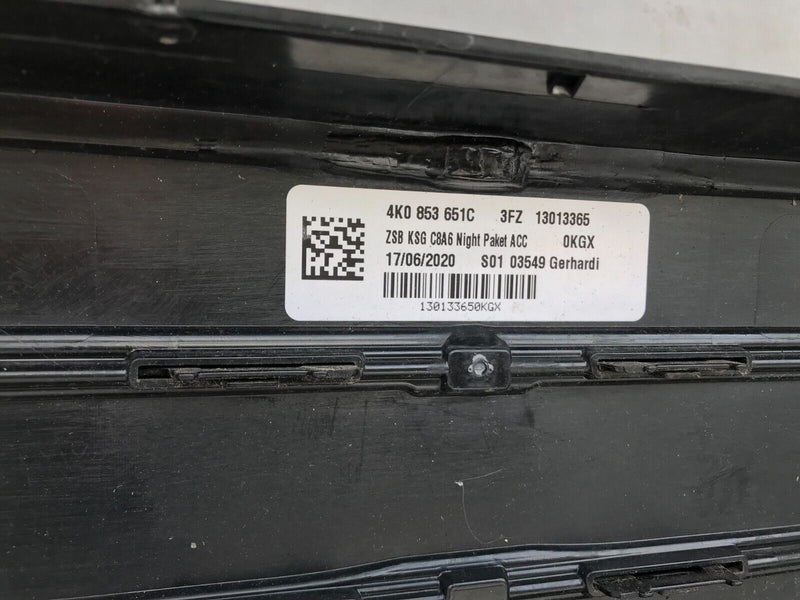 4K0 853 651C 3FZ 13013365
ZSB KSG C8A6 Night Paket ACC 0KGX
17/06/2020 S01 03549 Gerhardi
130133650KGX